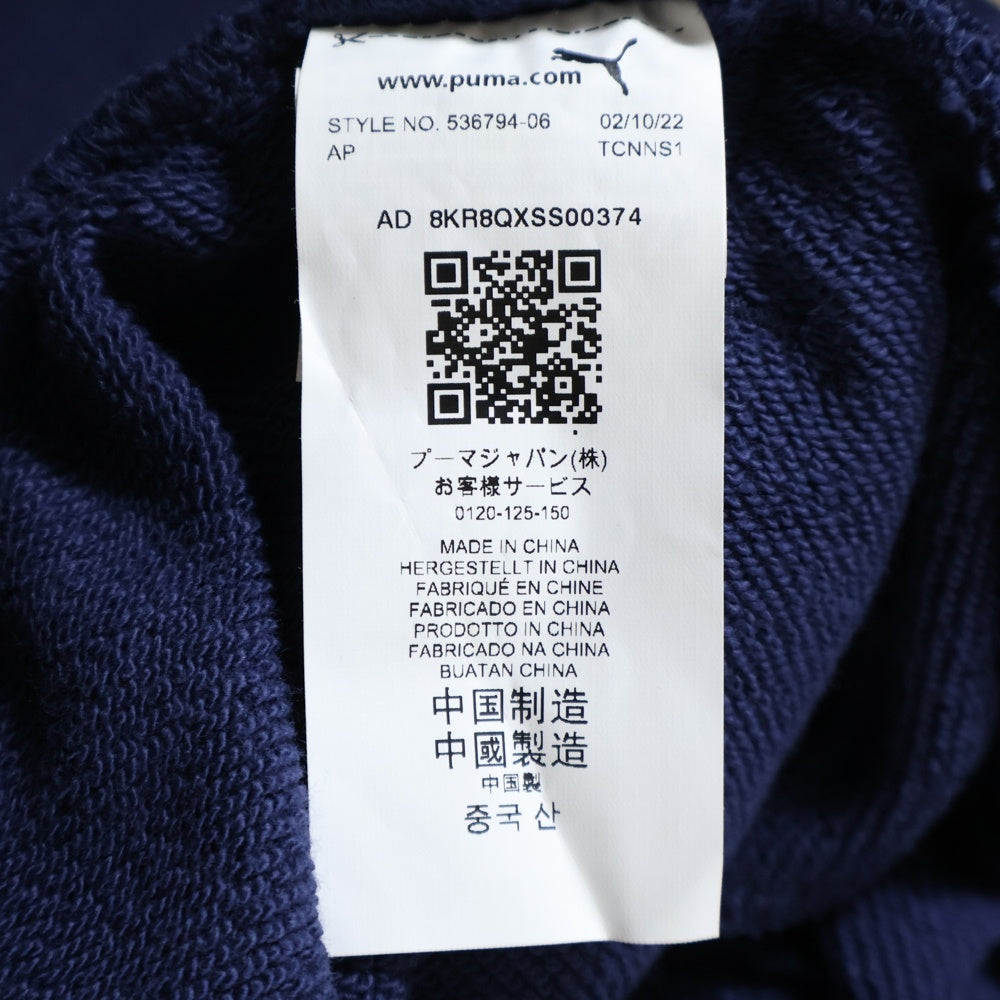 www.puma.com
STYLE NO. 536794-06 02/10/22
AP TCNNS1
AD 8KR8QXSS00374
プーマジャパン(株)
お客様サービス
0120-125-150
MADE IN CHINA
HERGESTELLT IN CHINA
FABRIQUÉ EN CHINE
FABRICADO EN CHINA
PRODOTTO IN CHINA
FABRICADO NA CHINA
BUATAN CHINA
中国制造
中國製造
中国製
중국 산